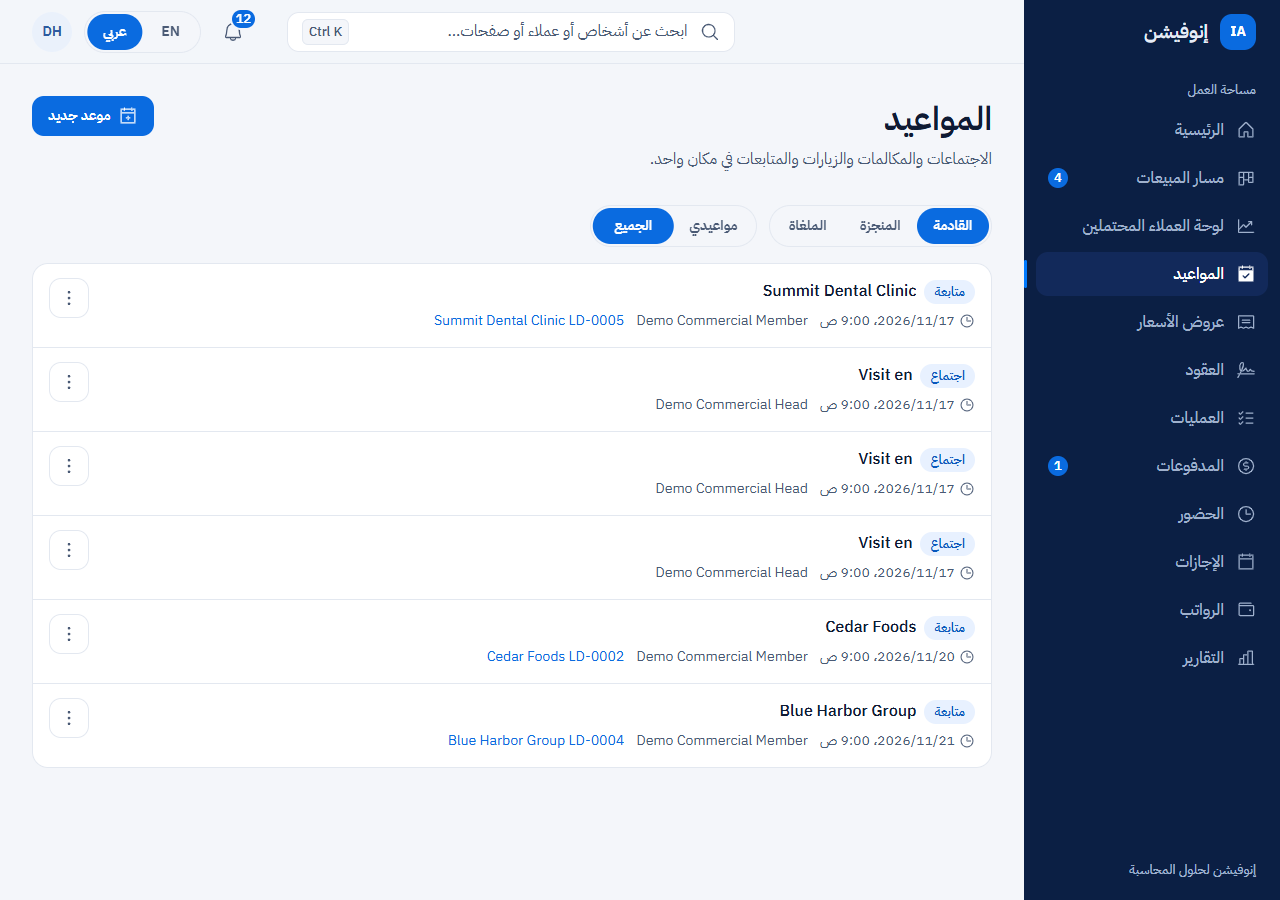 IA إنوفيشن
مساحة العمل
الرئيسية
مسار المبيعات 4
لوحة العملاء المحتملين
المواعيد
عروض الأسعار
العقود
العمليات
المدفوعات 1
الحضور
الإجازات
الرواتب
التقارير
إنوفيشن لحلول المحاسبة
ابحث عن أشخاص أو عملاء أو صفحات... Ctrl K
12
EN عربي
DH
المواعيد
موعد جديد
الاجتماعات والمكالمات والزيارات والمتابعات في مكان واحد.
القادمة المنجزة الملغاة
مواعيدي الجميع
متابعة Summit Dental Clinic
2026/11/17، 9:00 ص Demo Commercial Member Summit Dental Clinic LD-0005
اجتماع Visit en
2026/11/17، 9:00 ص Demo Commercial Head
اجتماع Visit en
2026/11/17، 9:00 ص Demo Commercial Head
اجتماع Visit en
2026/11/17، 9:00 ص Demo Commercial Head
متابعة Cedar Foods
2026/11/20، 9:00 ص Demo Commercial Member Cedar Foods LD-0002
متابعة Blue Harbor Group
2026/11/21، 9:00 ص Demo Commercial Member Blue Harbor Group LD-0004